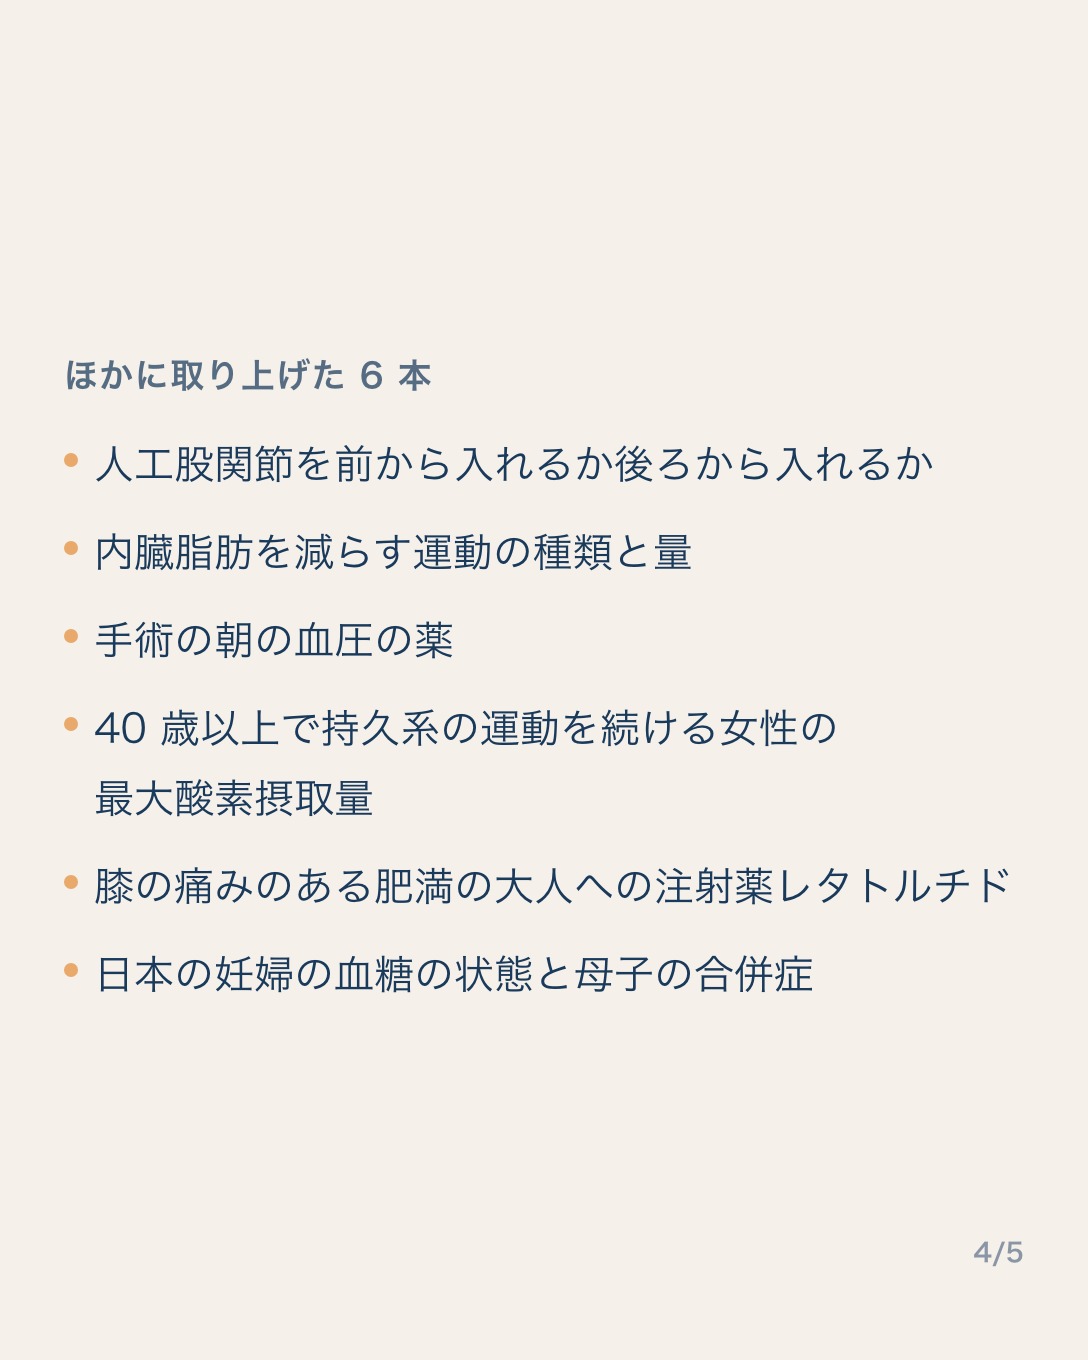 ほかに取り上げた 6 本
• 人工股関節を前から入れるか後ろから入れるか
• 内臓脂肪を減らす運動の種類と量
• 手術の朝の血圧の薬
• 40 歳以上で持久系の運動を続ける女性の
最大酸素摂取量
• 膝の痛みのある肥満の大人への注射薬レタトルチド
• 日本の妊婦の血糖の状態と母子の合併症
4/5